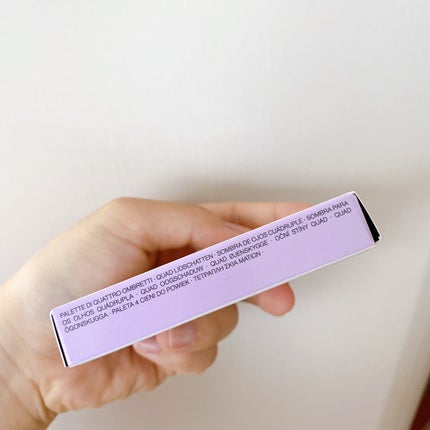 PALETTE DI QUATTRO OMBRETTI · QUAD LIDSCHATTEN · SOMBRA DE OJOS CUÁDRUPLE · SOMBRA PARA
OS OLHOS QUÁDRUPLA · QUAD OOGSCHADUW · QUAD ØJENSKYGGE · OČNÍ STÍNY QUAD · QUAD
ÖGONSKUGGA · PALETA 4 CIENI DO POWIEK · ΤΕΤΡΑΠΛΗ ΣΚΙΑ ΜΑΤΙΩΝ ·